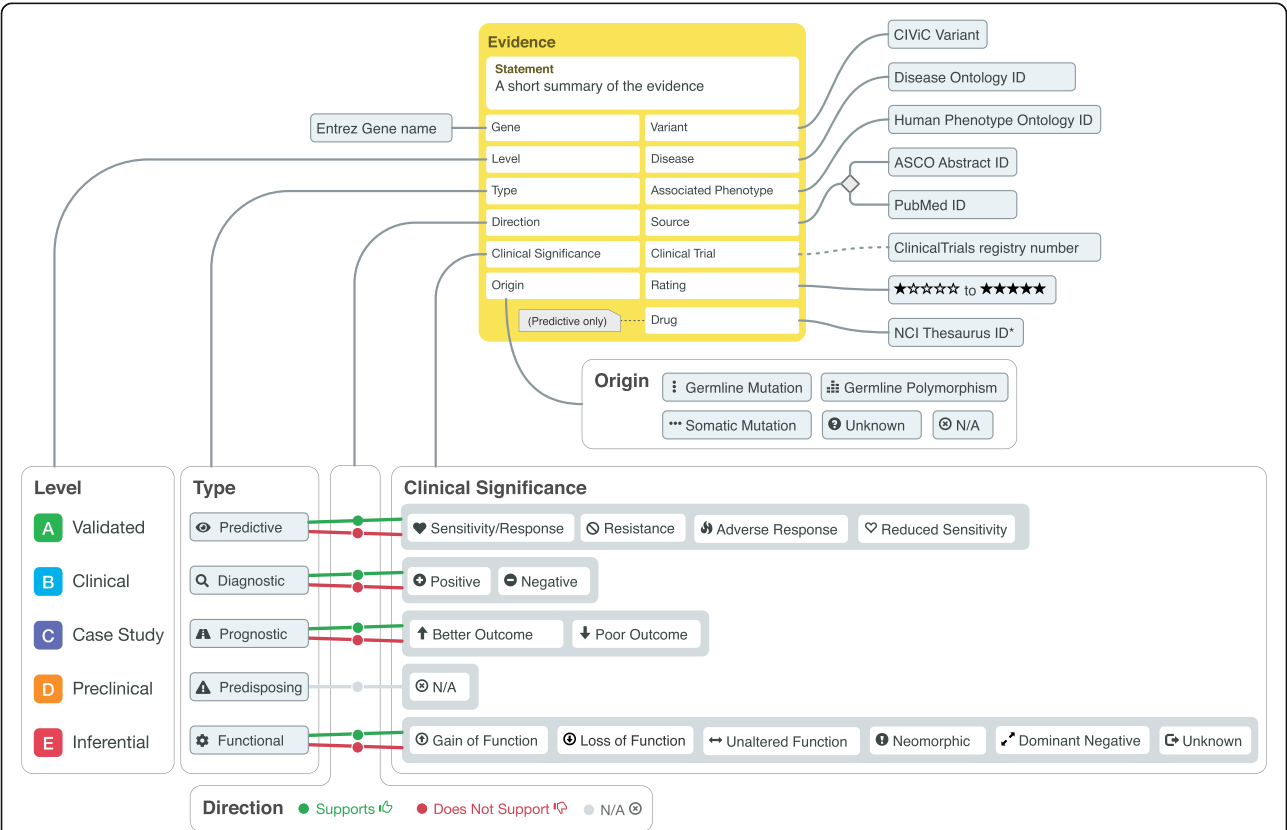 Evidence
Statement
A short summary of the evidence
Entrez Gene name
Gene
Variant
Level
Disease
Type
Associated Phenotype
Direction
Source
Clinical Significance
Clinical Trial
Origin
Rating
(Predictive only)
Drug
CIViC Variant
Disease Ontology ID
Human Phenotype Ontology ID
ASCO Abstract ID
PubMed ID
ClinicalTrials registry number
★☆☆☆☆ to ★★★★★
NCI Thesaurus ID*
Origin
Germline Mutation
Germline Polymorphism
Somatic Mutation
Unknown
N/A
Level
A Validated
B Clinical
C Case Study
D Preclinical
E Inferential
Type
Predictive
Diagnostic
Prognostic
Predisposing
Functional
Clinical Significance
Sensitivity/Response
Resistance
Adverse Response
Reduced Sensitivity
Positive
Negative
Better Outcome
Poor Outcome
N/A
Gain of Function
Loss of Function
Unaltered Function
Neomorphic
Dominant Negative
Unknown
Direction
Supports
Does Not Support
N/A